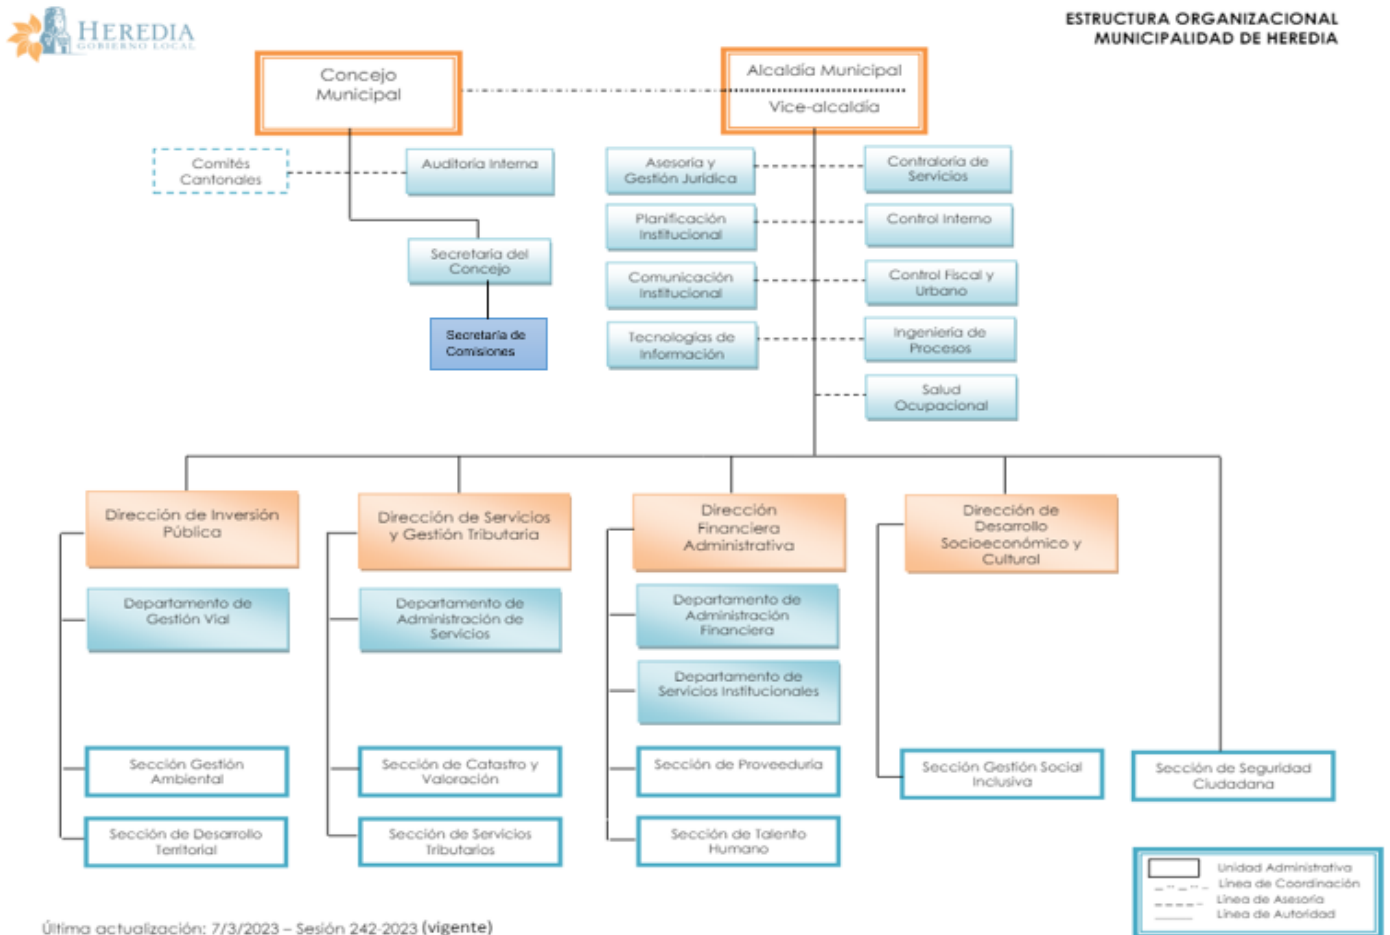 HEREDIA
GOBIERNO LOCAL
ESTRUCTURA ORGANIZACIONAL
MUNICIPALIDAD DE HEREDIA
Concejo
Municipal
Alcaldía Municipal
Vice-alcaldía
Comités
Cantonales
Auditoría Interna
Asesoría y
Gestión Jurídica
Contraloría de
Servicios
Planificación
Institucional
Control Interno
Secretaría del
Concejo
Comunicación
Institucional
Control Fiscal y
Urbano
Secretaría de
Comisiones
Tecnologías de
Información
Ingeniería de
Procesos
Salud
Ocupacional
Dirección de Inversión
Pública
Dirección de Servicios
y Gestión Tributaria
Dirección
Financiera
Administrativa
Dirección de
Desarrollo
Socioeconómico y
Cultural
Departamento de
Gestión Vial
Departamento de
Administración de
Servicios
Departamento de
Administración
Financiera
Departamento de
Servicios Institucionales
Sección Gestión
Ambiental
Sección de Catastro y
Valoración
Sección de Proveeduría
Sección Gestión Social
Inclusiva
Sección de Seguridad
Ciudadana
Sección de Desarrollo
Territorial
Sección de Servicios
Tributarios
Sección de Talento
Humano
Unidad Administrativa
Línea de Coordinación
Línea de Asesoría
Línea de Autoridad
Última actualización: 7/3/2023 – Sesión 242-2023 (vigente)